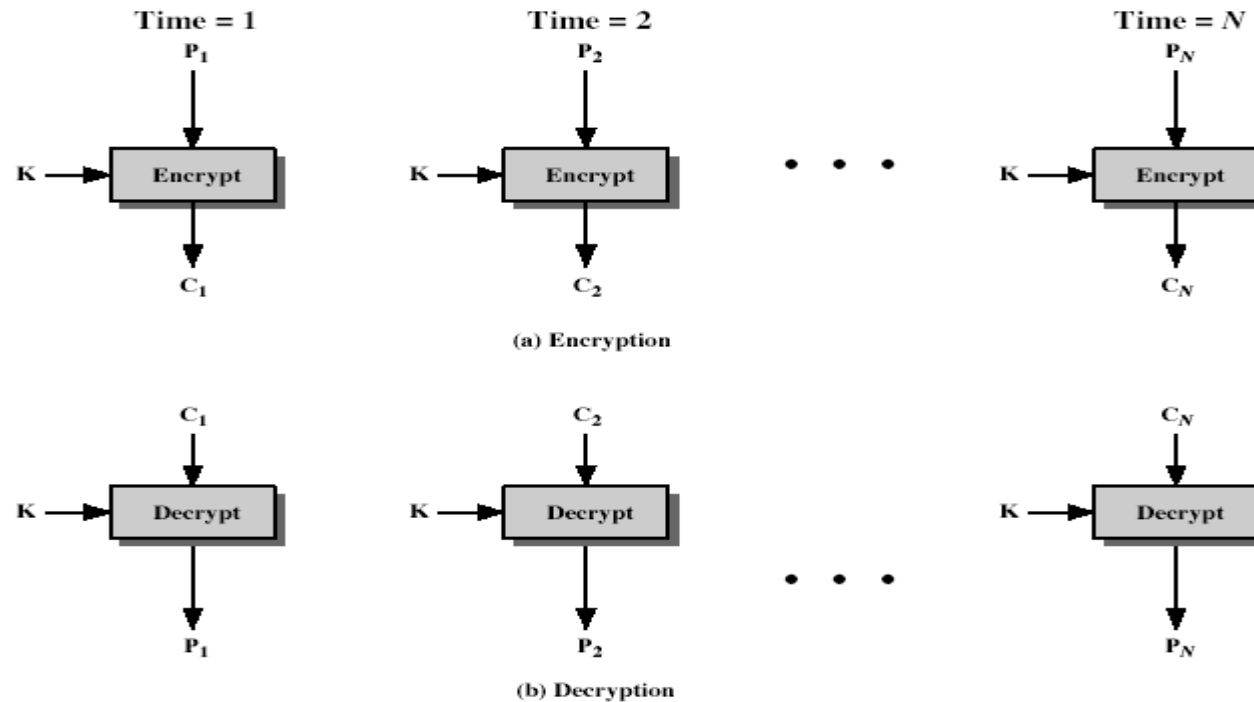 Time = 1 Time = 2 Time = N
P1 P2 PN
K Encrypt K Encrypt K Encrypt
C1 C2 CN
(a) Encryption
C1 C2 CN
K Decrypt K Decrypt K Decrypt
P1 P2 PN
(b) Decryption